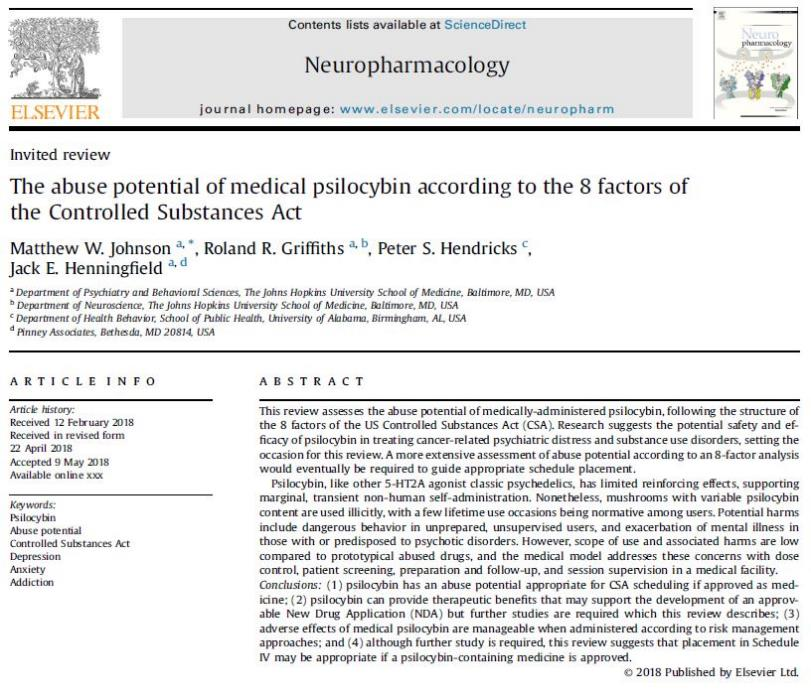 Contents lists available at ScienceDirect
Neuropharmacology
journal homepage: www.elsevier.com/locate/neuropharm
ELSEVIER
Neuro
pharmacology
Invited review
The abuse potential of medical psilocybin according to the 8 factors of
the Controlled Substances Act
Matthew W. Johnson a, *, Roland R. Griffiths a, b, Peter S. Hendricks c,
Jack E. Henningfield a, d
a Department of Psychiatry and Behavioral Sciences, The Johns Hopkins University School of Medicine, Baltimore, MD, USA
b Department of Neuroscience, The Johns Hopkins University School of Medicine, Baltimore, MD, USA
c Department of Health Behavior, School of Public Health, University of Alabama, Birmingham, AL, USA
d Pinney Associates, Bethesda, MD 20814, USA
ARTICLE INFO
Article history:
Received 12 February 2018
Received in revised form
22 April 2018
Accepted 9 May 2018
Available online xxx
Keywords:
Psilocybin
Abuse potential
Controlled Substances Act
Depression
Anxiety
Addiction
ABSTRACT
This review assesses the abuse potential of medically-administered psilocybin, following the structure of
the 8 factors of the US Controlled Substances Act (CSA). Research suggests the potential safety and ef-
ficacy of psilocybin in treating cancer-related psychiatric distress and substance use disorders, setting the
occasion for this review. A more extensive assessment of abuse potential according to an 8-factor analysis
would eventually be required to guide appropriate schedule placement.
Psilocybin, like other 5-HT2A agonist classic psychedelics, has limited reinforcing effects, supporting
marginal, transient non-human self-administration. Nonetheless, mushrooms with variable psilocybin
content are used illicitly, with a few lifetime use occasions being normative among users. Potential harms
include dangerous behavior in unprepared, unsupervised users, and exacerbation of mental illness in
those with or predisposed to psychotic disorders. However, scope of use and associated harms are low
compared to prototypical abused drugs, and the medical model addresses these concerns with dose
control, patient screening, preparation and follow-up, and session supervision in a medical facility.
Conclusions: (1) psilocybin has an abuse potential appropriate for CSA scheduling if approved as med-
icine; (2) psilocybin can provide therapeutic benefits that may support the development of an approv-
able New Drug Application (NDA) but further studies are required which this review describes; (3)
adverse effects of medical psilocybin are manageable when administered according to risk management
approaches; and (4) although further study is required, this review suggests that placement in Schedule
IV may be appropriate if a psilocybin-containing medicine is approved.
© 2018 Published by Elsevier Ltd.